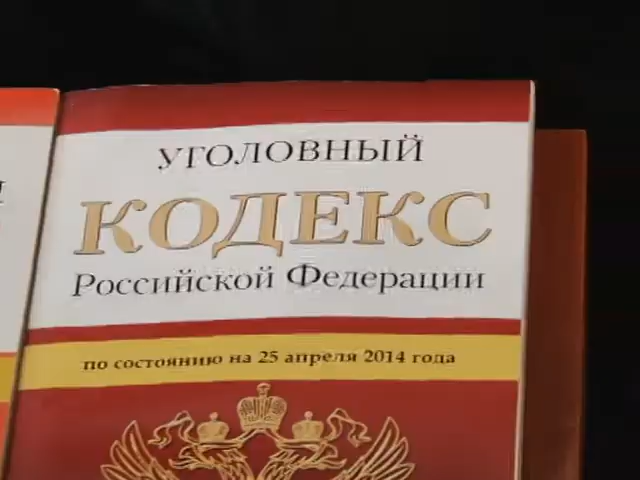 УГОЛОВНЫЙ
КОДЕКС
Российской Федерации
по состоянию на 25 апреля 2014 года